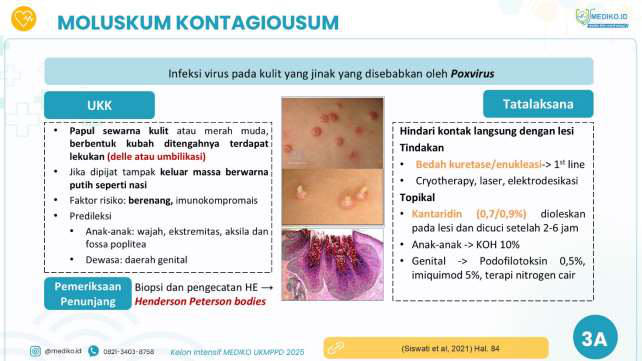 MOLUSKUM KONTAGIOUSUM
MEDIKO.ID
Infeksi virus pada kulit yang jinak yang disebabkan oleh Poxvirus
UKK
• Papul sewarna kulit atau merah muda,
berbentuk kubah ditengahnya terdapat
lekukan (delle atau umbilikasi)
• Jika dipijat tampak keluar massa berwarna
putih seperti nasi
• Faktor risiko: berenang, imunokompromais
• Predileksi
• Anak-anak: wajah, ekstremitas, aksila dan
fossa poplitea
• Dewasa: daerah genital
Pemeriksaan
Penunjang
Biopsi dan pengecatan HE →
Henderson Peterson bodies
Tatalaksana
Hindari kontak langsung dengan lesi
Tindakan
• Bedah kuretase/enukleasi-> 1st line
• Cryotherapy, laser, elektrodesikasi
Topikal
• Kantaridin (0,7/0,9%) dioleskan
pada lesi dan dicuci setelah 2-6 jam
• Anak-anak -> KOH 10%
• Genital -> Podofilotoksin 0,5%,
imiquimod 5%, terapi nitrogen cair
3A
@mediko.id
0821-3403-8758
Kelon Intensif MEDIKO UKMPPD 2025
(Siswati et al, 2021) Hal. 84